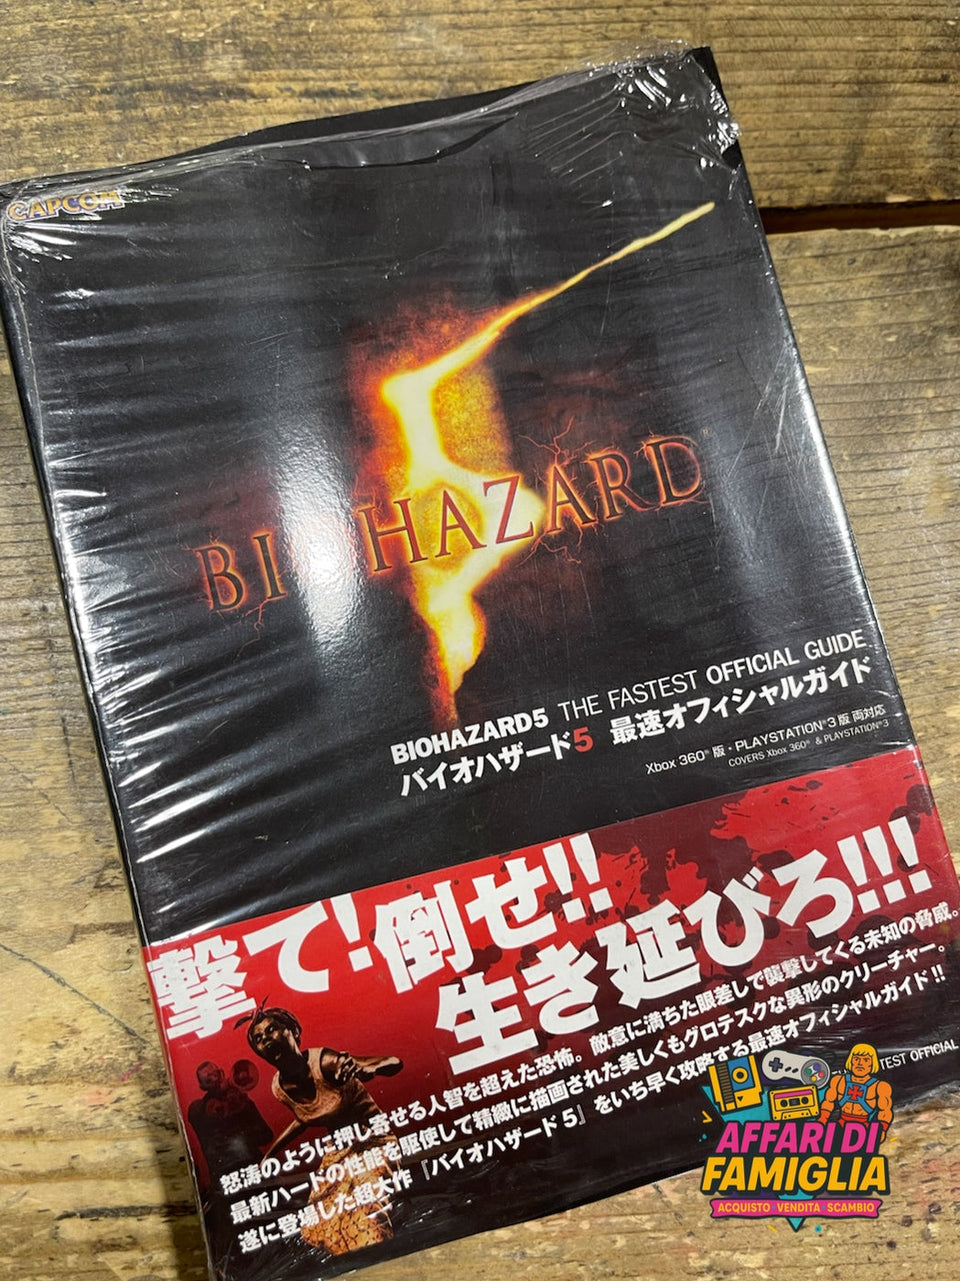 CAPCOM
BIOHAZARD
BIOHAZARD5 THE FASTEST OFFICIAL GUIDE
バイオハザード5 最速オフィシャルガイド
Xbox 360® 版・PLAYSTATION®3 版 両対応
COVERS Xbox 360® & PLAYSTATION®3
撃て!倒せ!!
生き延びろ!!!
怒涛のように押し寄せる人智を超えた恐怖。敵意に満ちた眼差しで襲撃してくる未知の脅威。
最新ハードの性能を駆使して精緻に描画された美しくもグロテスクな異形のクリーチャー。
遂に登場した超大作『バイオハザード5』をいち早く攻略する最速オフィシャルガイド!!
OFFICIAL
AFFARI DI
FAMIGLIA
ACQUISTO VENDITA SCAMBIO